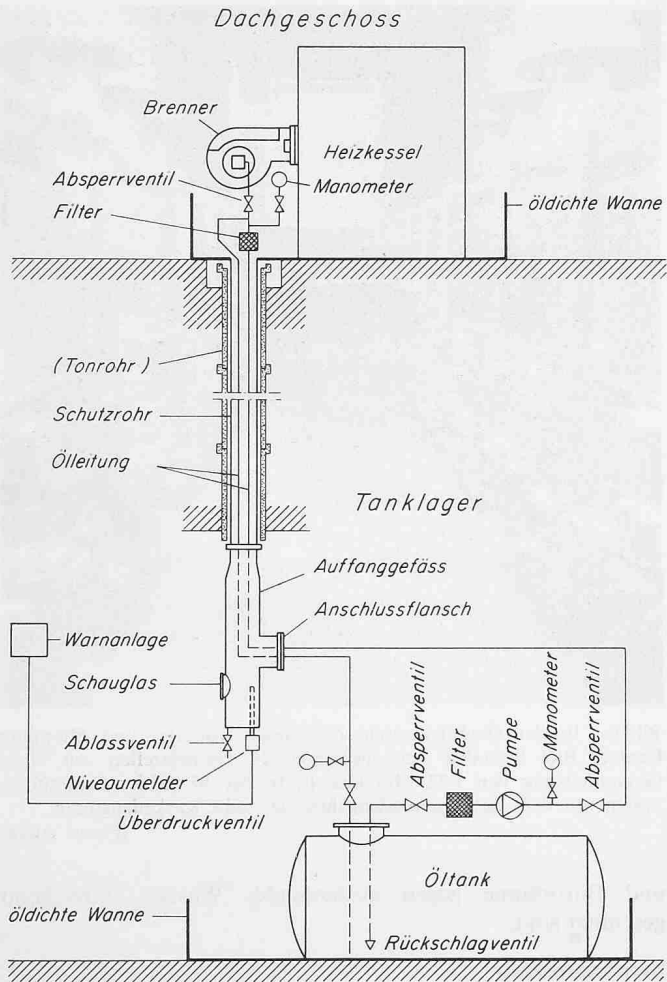 Dachgeschoss
Brenner
Heizkessel
Absperrventil
Manometer
Filter
öldichte Wanne
(Tonrohr)
Schutzrohr
Ölleitung
Tanklager
Auffanggefäss
Anschlussflansch
Warnanlage
Schauglas
Absperrventil
Filter
Pumpe
Manometer
Absperrventil
Ablassventil
Niveaumelder
Überdruckventil
Öltank
öldichte Wanne
Rückschlagventil